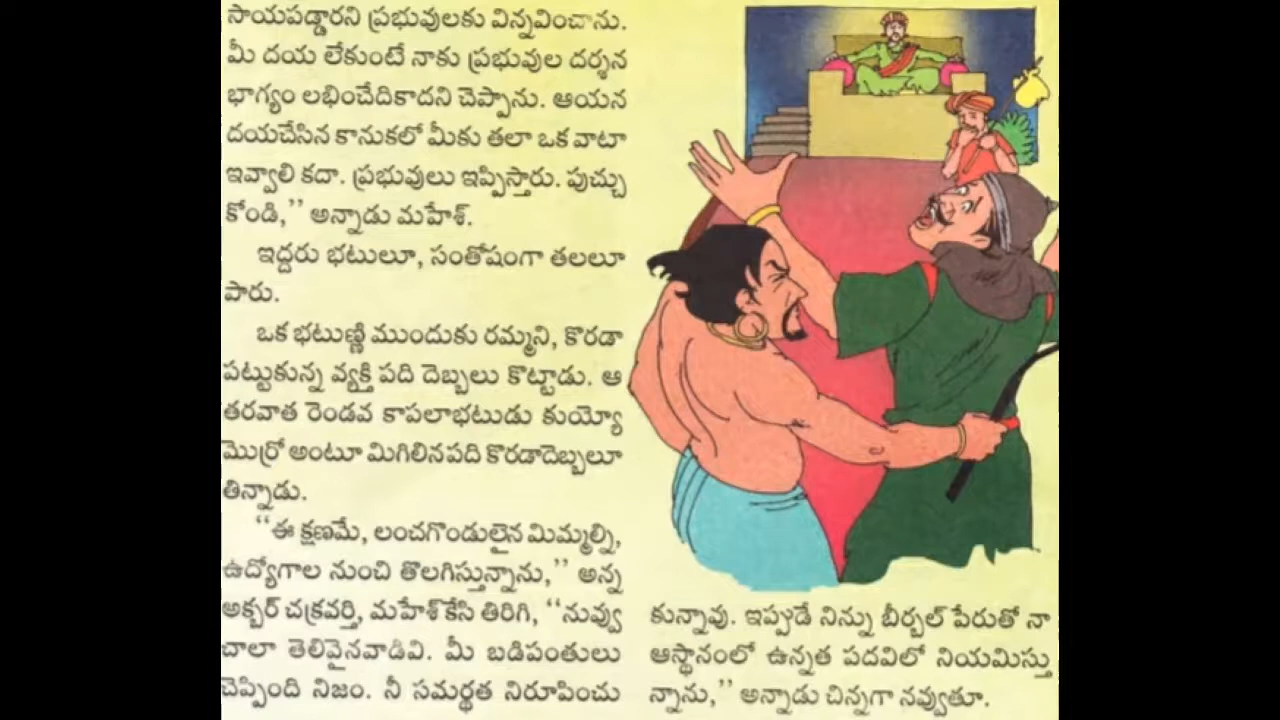 సాయపడ్డారని ప్రభువులకు విన్నవించాను.
మీ దయ లేకుంటే నాకు ప్రభువుల దర్శన
భాగ్యం లభించేదికాదని చెప్పాను. ఆయన
దయచేసిన కానుకలో మీకు తలా ఒక వాటా
ఇవ్వాలి కదా. ప్రభువులు ఇప్పిస్తారు. పుచ్చు
కోండి,’’ అన్నాడు మహేశ్.
ఇద్దరు భటులూ, సంతోషంగా తలలూ
పారు.
ఒక భటుణ్ణి ముందుకు రమ్మని, కొరడా
పట్టుకున్న వ్యక్తి పది దెబ్బలు కొట్టాడు. ఆ
తరవాత రెండవ కాపలాభటుడు కుయ్యో
మొర్రో అంటూ మిగిలినపది కొరడాదెబ్బలూ
తిన్నాడు.
‘‘ఈ క్షణమే, లంచగొండులైన మిమ్మల్ని,
ఉద్యోగాల నుంచి తొలగిస్తున్నాను,’’ అన్న
అక్బర్ చక్రవర్తి, మహేశ్‌కేసి తిరిగి, ‘‘నువ్వు
చాలా తెలివైనవాడివి. మీ బడిపంతులు
చెప్పింది నిజం. నీ సమర్థత నిరూపించు
కున్నావు. ఇప్పుడే నిన్ను బీర్బల్ పేరుతో నా
ఆస్థానంలో ఉన్నత పదవిలో నియమిస్తు
న్నాను,’’ అన్నాడు చిన్నగా నవ్వుతూ.